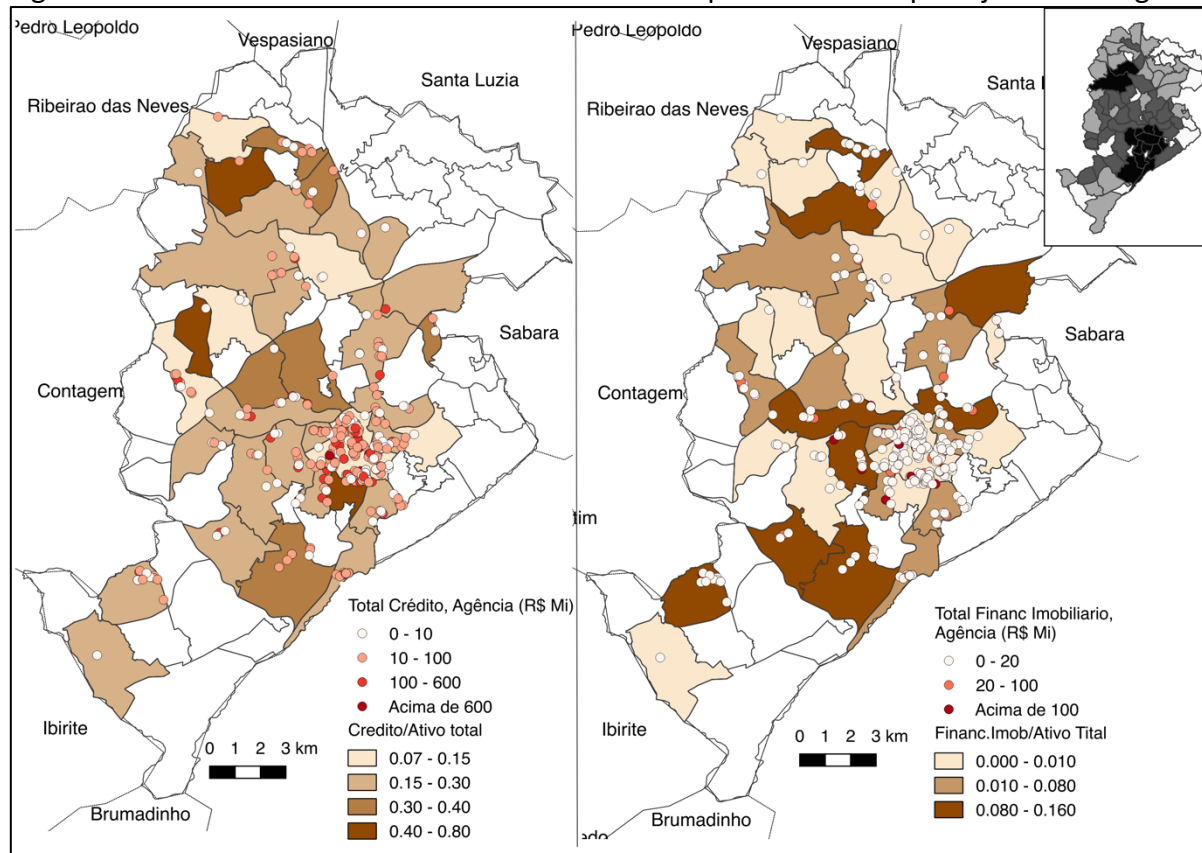 Pedro Leopoldo
Vespasiano
Santa Luzia
Ribeirao das Neves
Contagem
Sabara
Ibirite
Brumadinho
Total Crédito, Agência (R$ Mi)
0 - 10
10 - 100
100 - 600
Acima de 600
Credito/Ativo total
0.07 - 0.15
0.15 - 0.30
0.30 - 0.40
0.40 - 0.80
0 1 2 3 km
Pedro Leopoldo
Vespasiano
Santa
Ribeirao das Neves
Contagem
Sabara
tim
Ibirite
Brumadinho
edo
Total Financ Imobiliario,
Agência (R$ Mi)
0 - 20
20 - 100
Acima de 100
Financ.Imob/Ativo Tital
0.000 - 0.010
0.010 - 0.080
0.080 - 0.160
0 1 2 3 km